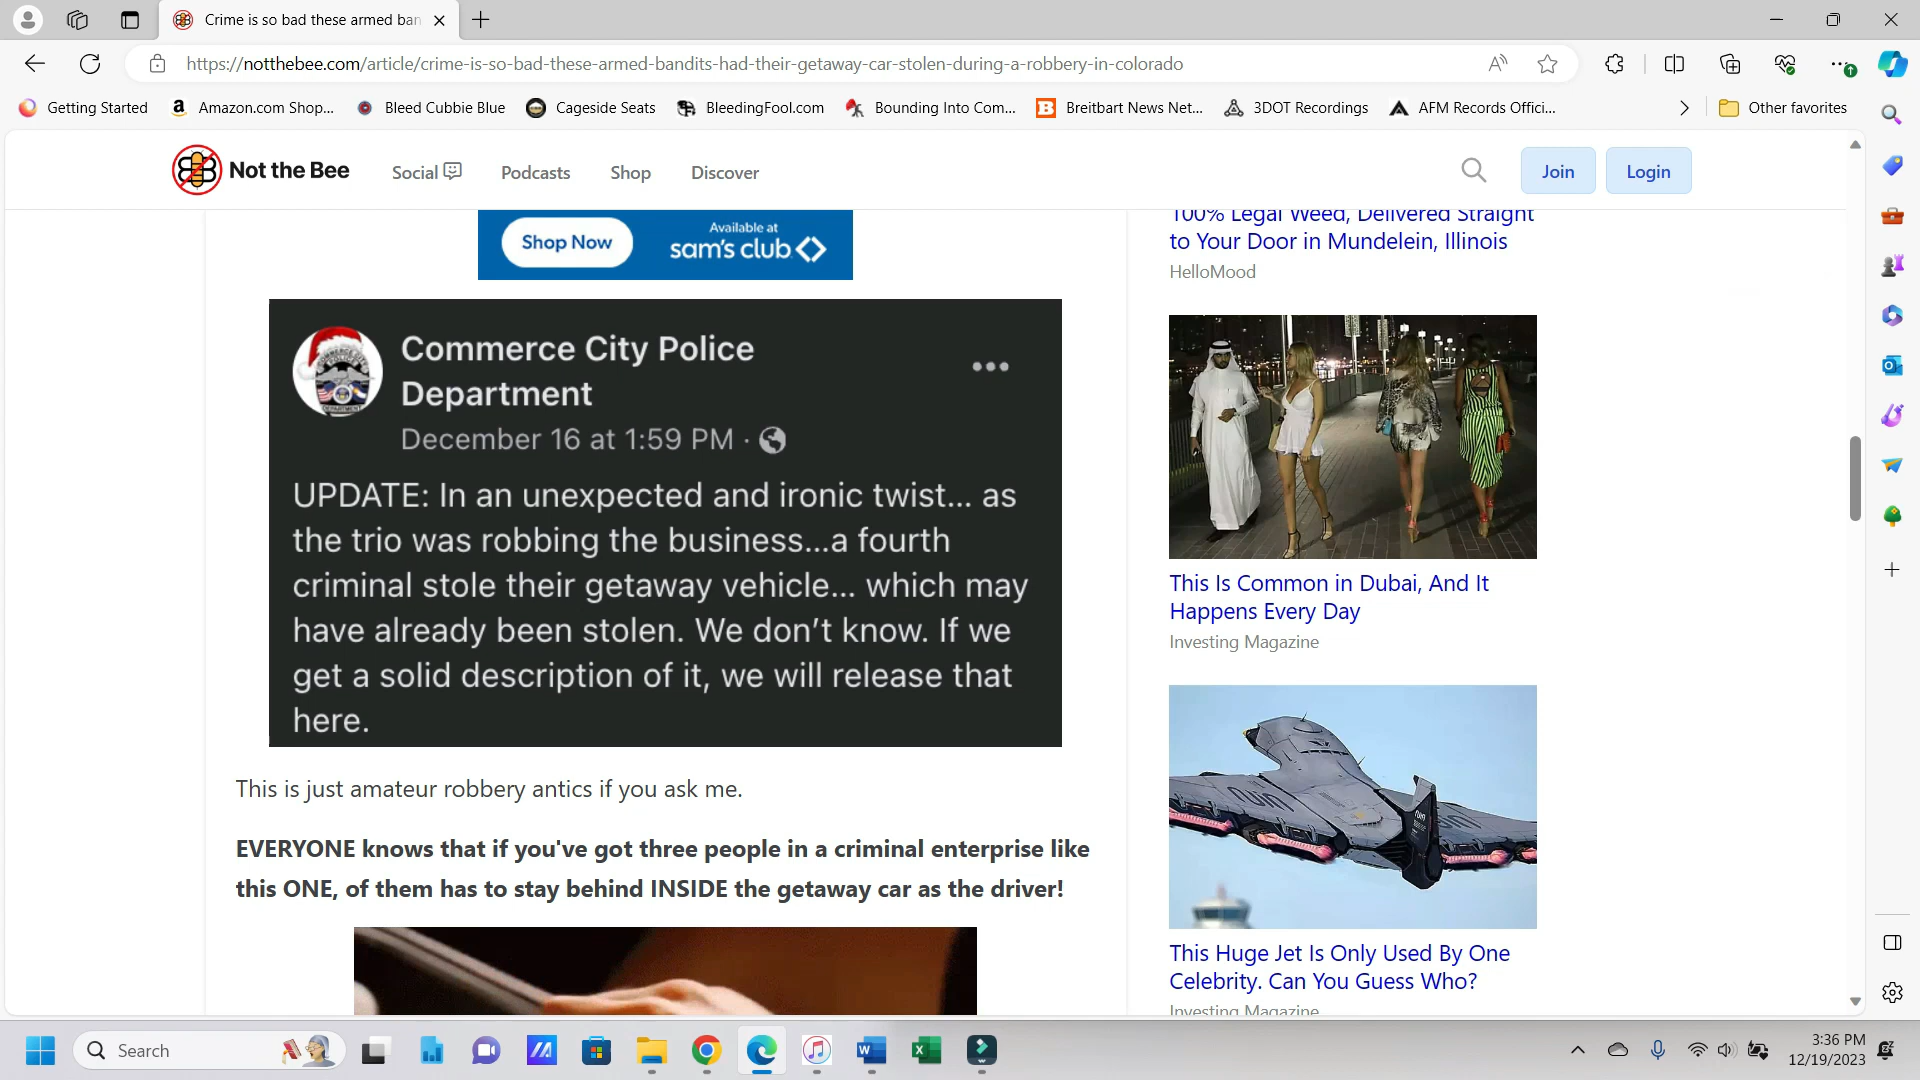 Crime is so bad these armed ban
https://notthebee.com/article/crime-is-so-bad-these-armed-bandits-had-their-getaway-car-stolen-during-a-robbery-in-colorado
Getting Started
Amazon.com Shop...
Bleed Cubbie Blue
Cageside Seats
BleedingFool.com
Bounding Into Com...
Breitbart News Net...
3DOT Recordings
AFM Records Offici...
Other favorites
Not the Bee
Social
Podcasts
Shop
Discover
Join
Login
Shop Now
Available at
sam's club
Commerce City Police
Department
December 16 at 1:59 PM ·
UPDATE: In an unexpected and ironic twist... as
the trio was robbing the business...a fourth
criminal stole their getaway vehicle... which may
have already been stolen. We don't know. If we
get a solid description of it, we will release that
here.
This is just amateur robbery antics if you ask me.
EVERYONE knows that if you've got three people in a criminal enterprise like
this ONE, of them has to stay behind INSIDE the getaway car as the driver!
100% Legal Weed, Delivered Straight
to Your Door in Mundelein, Illinois
HelloMood
This Is Common in Dubai, And It
Happens Every Day
Investing Magazine
This Huge Jet Is Only Used By One
Celebrity. Can You Guess Who?
Investing Magazine
Search
3:36 PM
12/19/2023